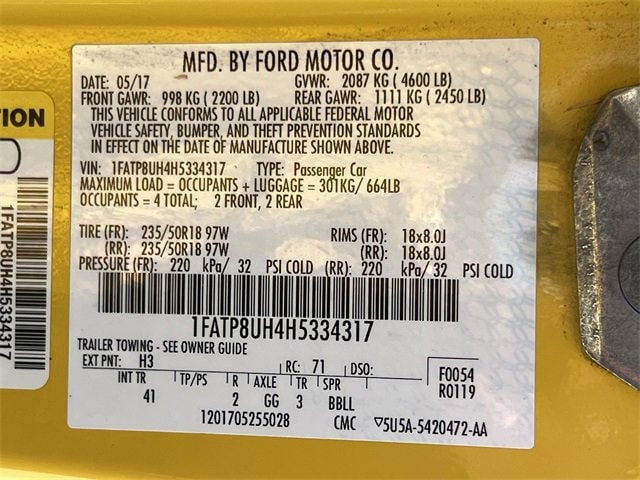 MFD. BY FORD MOTOR CO.
DATE: 05/17 GVWR: 2087 KG ( 4600 LB)
FRONT GAWR: 998 KG ( 2200 LB) REAR GAWR: 1111 KG ( 2450 LB)
THIS VEHICLE CONFORMS TO ALL APPLICABLE FEDERAL MOTOR
VEHICLE SAFETY, BUMPER, AND THEFT PREVENTION STANDARDS
IN EFFECT ON THE DATE OF MANUFACTURE SHOWN ABOVE.
VIN: 1FATP8UH4H5334317 TYPE: Passenger Car
MAXIMUM LOAD = OCCUPANTS + LUGGAGE = 301KG/ 664LB
OCCUPANTS = 4 TOTAL; 2 FRONT, 2 REAR
TIRE (FR): 235/50R18 97W RIMS (FR): 18x8.0J
(RR): 235/50R18 97W (RR): 18x8.0J
PRESSURE (FR): 220 kPa/ 32 PSI COLD (RR): 220 kPa/ 32 PSI COLD
1FATP8UH4H5334317
TRAILER TOWING - SEE OWNER GUIDE
EXT PNT: H3 RC: 71 DSO:
F0054
R0119
INT TR TP/PS R AXLE TR SPR
41 2 GG 3 BBLL
1201705255028 CMC 5U5A-5420472-AA
TION
1FATP8UH4H5334317